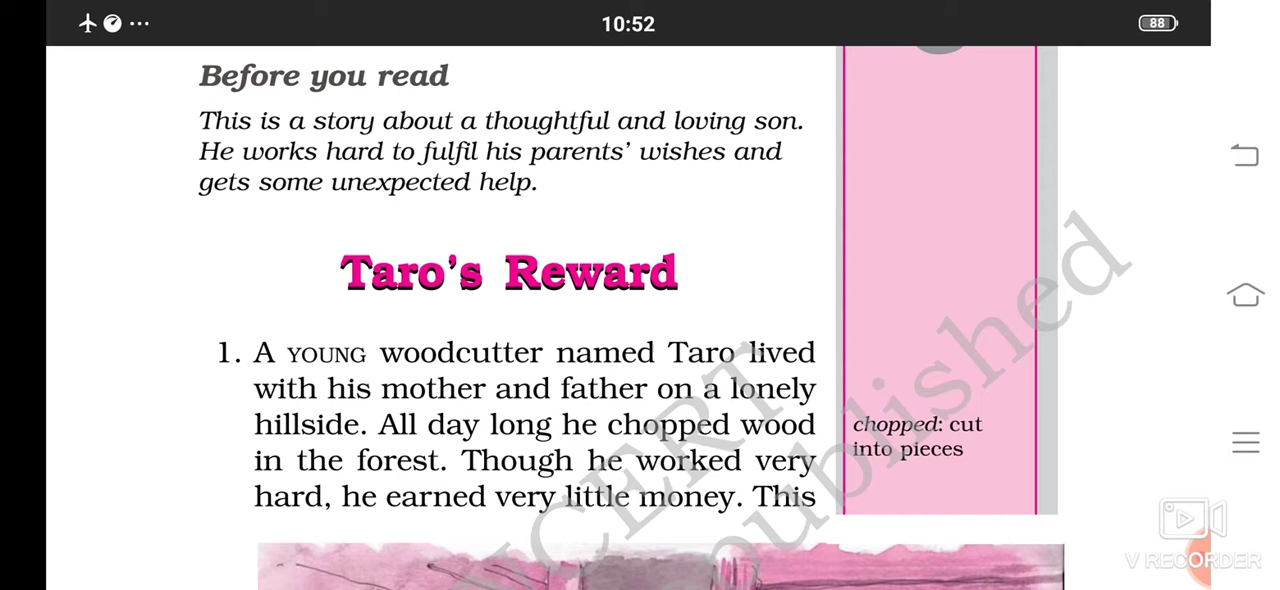 10:52
88
Before you read
This is a story about a thoughtful and loving son.
He works hard to fulfil his parents' wishes and
gets some unexpected help.
Taro's Reward
1. A YOUNG woodcutter named Taro lived
with his mother and father on a lonely
hillside. All day long he chopped wood
in the forest. Though he worked very
hard, he earned very little money. This
chopped: cut
into pieces
NCERT
published
V RECORDER